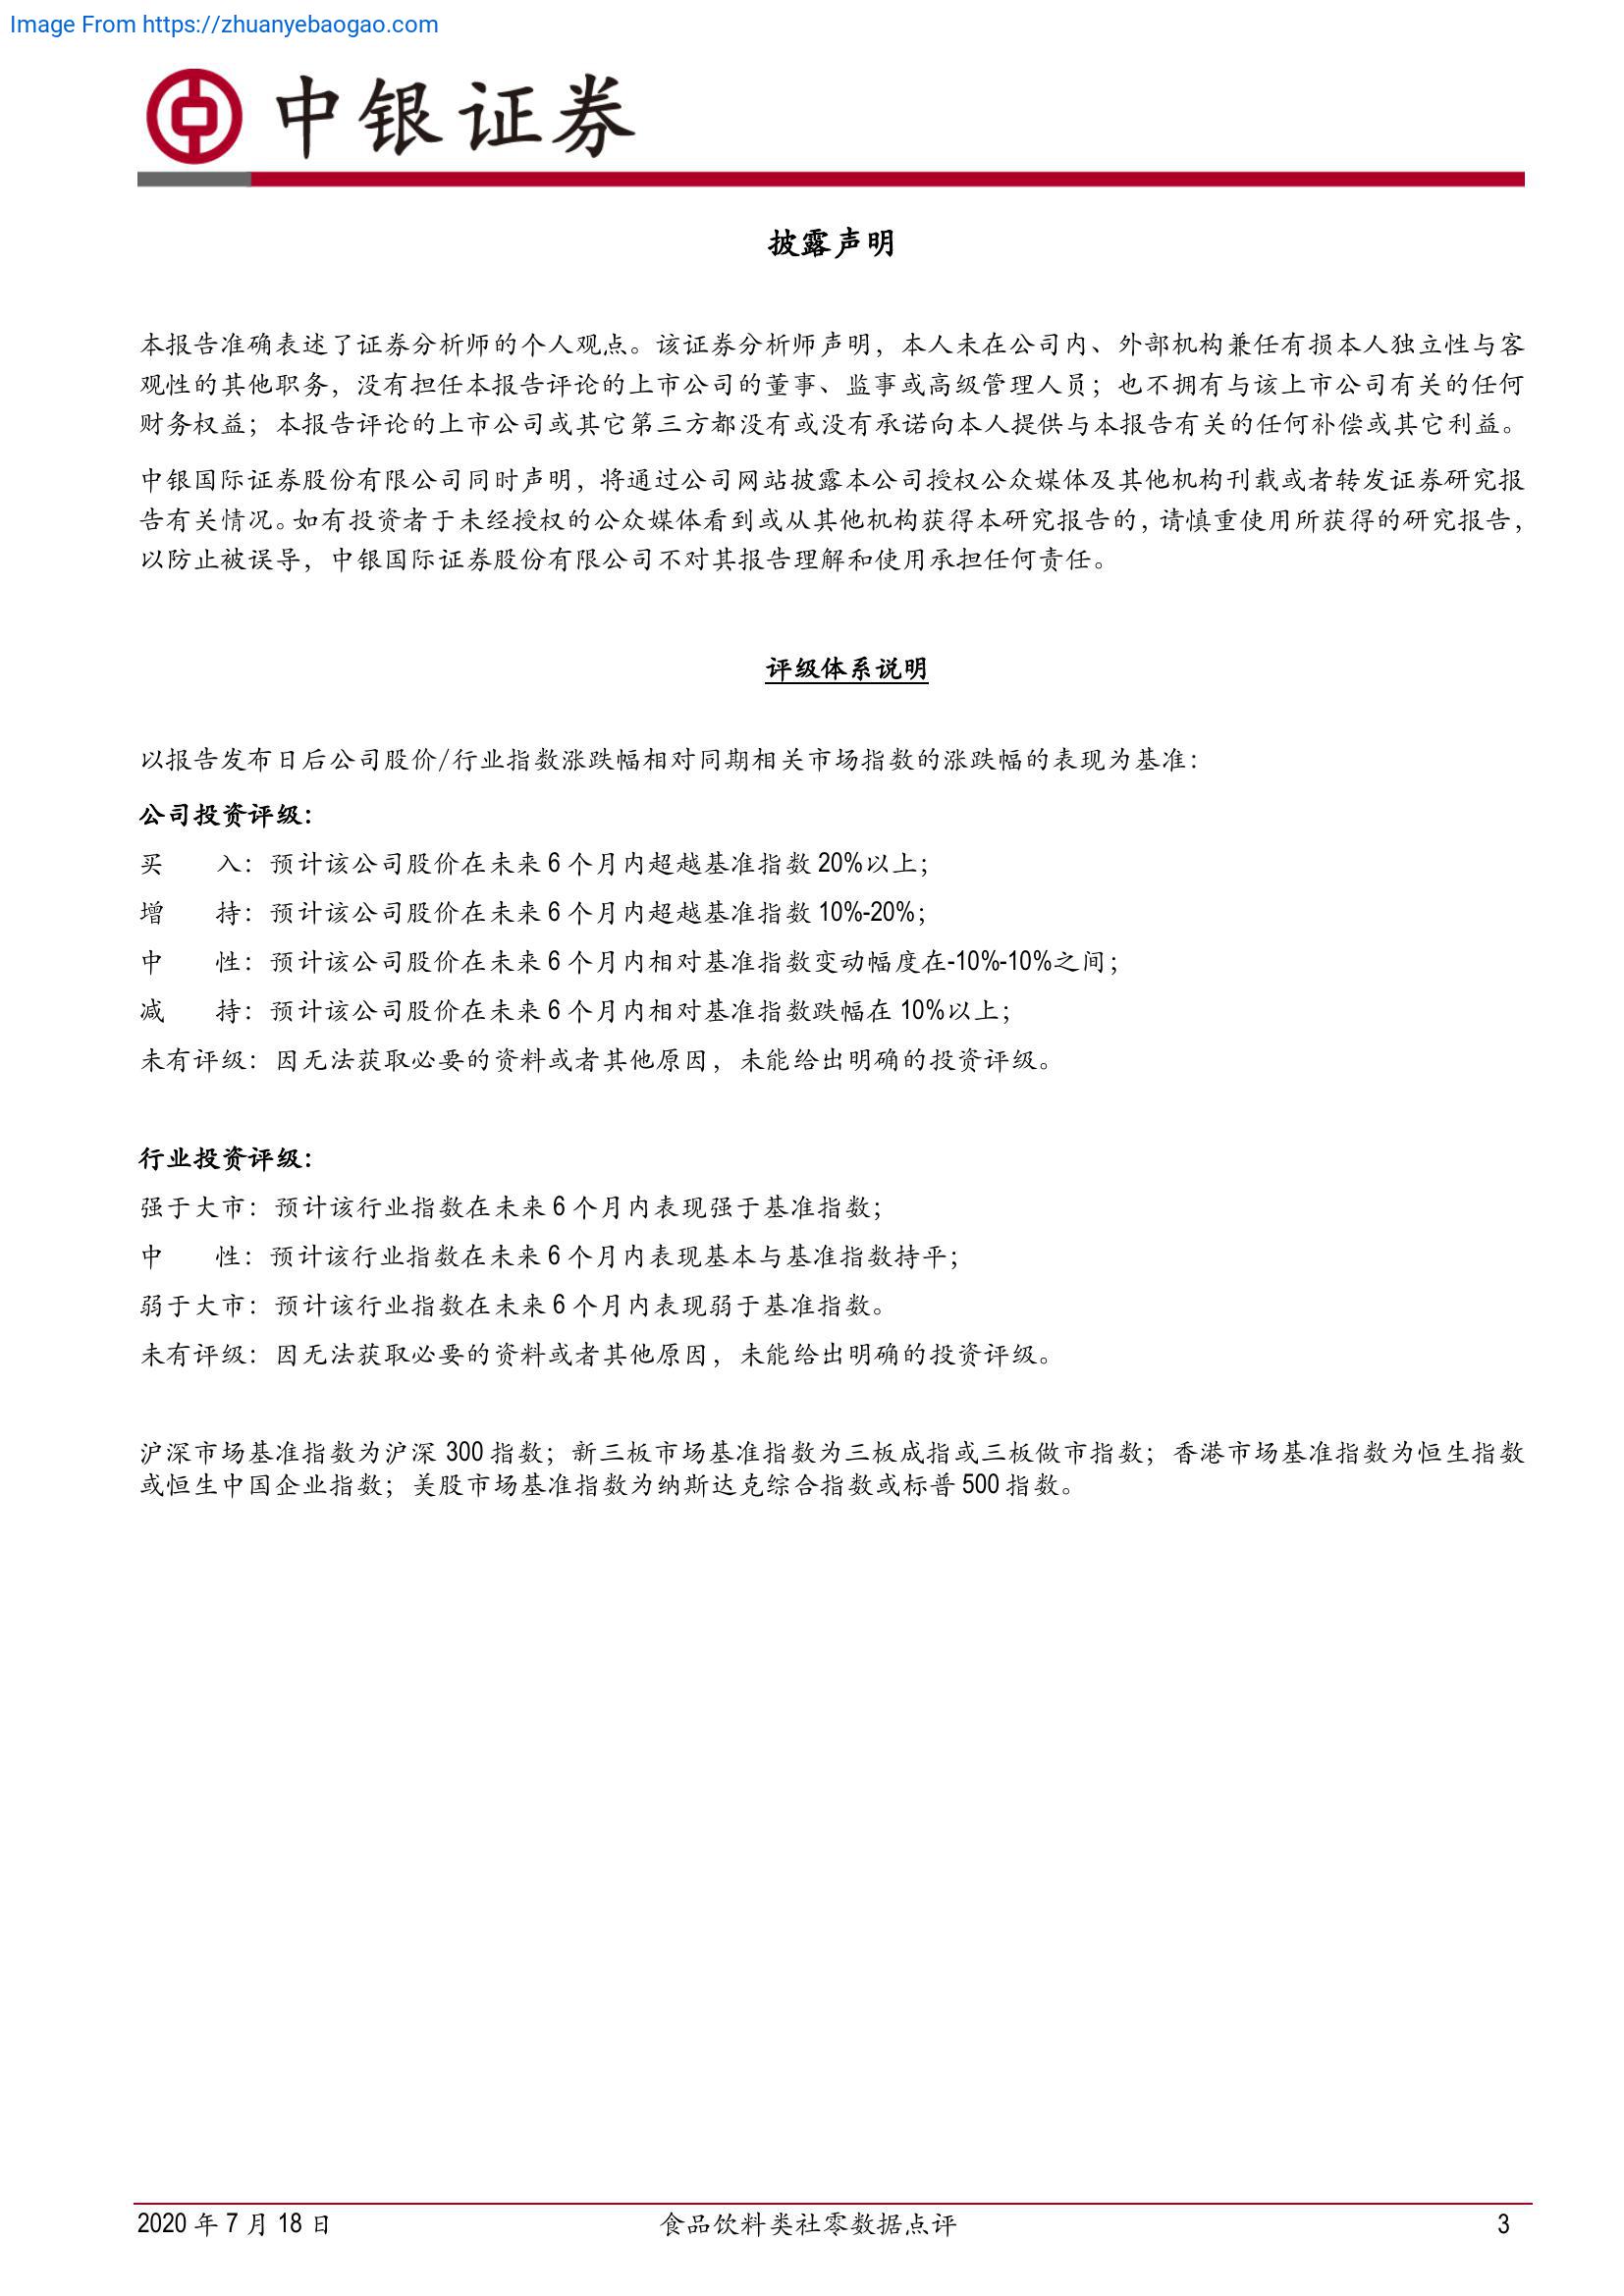 Image From https://zhuanyebaogao.com
中银证券
披露声明
本报告准确表述了证券分析师的个人观点。该证券分析师声明，本人未在公司内、外部机构兼任有损本人独立性与客
观性的其他职务，没有担任本报告评论的上市公司的董事、监事或高级管理人员；也不拥有与该上市公司有关的任何
财务权益；本报告评论的上市公司或其它第三方都没有或没有承诺向本人提供与本报告有关的任何补偿或其它利益。
中银国际证券股份有限公司同时声明，将通过公司网站披露本公司授权公众媒体及其他机构刊载或者转发证券研究报
告有关情况。如有投资者于未经授权的公众媒体看到或从其他机构获得本研究报告的，请慎重使用所获得的研究报告，
以防止被误导，中银国际证券股份有限公司不对其报告理解和使用承担任何责任。
评级体系说明
以报告发布日后公司股价/行业指数涨跌幅相对同期相关市场指数的涨跌幅的表现为基准：
公司投资评级：
买　　入：预计该公司股价在未来 6 个月内超越基准指数 20%以上；
增　　持：预计该公司股价在未来 6 个月内超越基准指数 10%-20%；
中　　性：预计该公司股价在未来 6 个月内相对基准指数变动幅度在-10%-10%之间；
减　　持：预计该公司股价在未来 6 个月内相对基准指数跌幅在 10%以上；
未有评级：因无法获取必要的资料或者其他原因，未能给出明确的投资评级。
行业投资评级：
强于大市：预计该行业指数在未来 6 个月内表现强于基准指数；
中　　性：预计该行业指数在未来 6 个月内表现基本与基准指数持平；
弱于大市：预计该行业指数在未来 6 个月内表现弱于基准指数。
未有评级：因无法获取必要的资料或者其他原因，未能给出明确的投资评级。
沪深市场基准指数为沪深 300 指数；新三板市场基准指数为三板成指或三板做市指数；香港市场基准指数为恒生指数
或恒生中国企业指数；美股市场基准指数为纳斯达克综合指数或标普 500 指数。
2020 年 7 月 18 日　食品饮料类社零数据点评　3